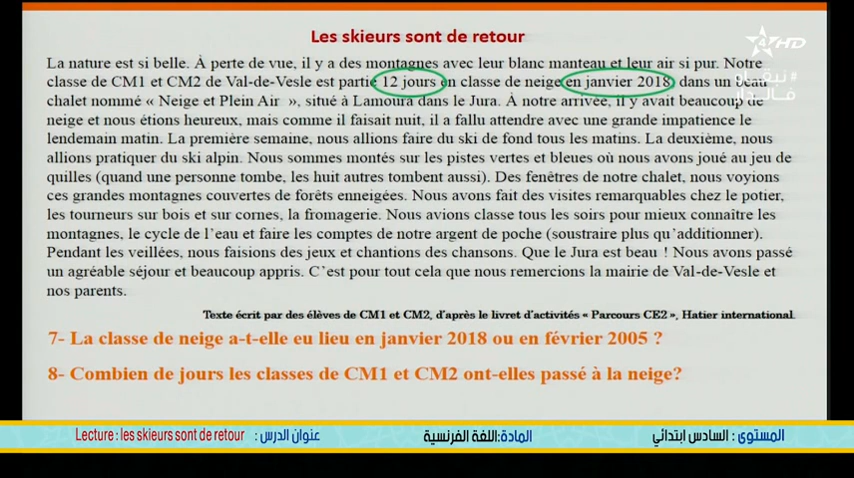 Les skieurs sont de retour
4 HD
#نبقاو
فالدار
La nature est si belle. À perte de vue, il y a des montagnes avec leur blanc manteau et leur air si pur. Notre
classe de CM1 et CM2 de Val-de-Vesle est partie 12 jours en classe de neige en janvier 2018, dans un beau
chalet nommé « Neige et Plein Air », situé à Lamoura dans le Jura. À notre arrivée, il y avait beaucoup de
neige et nous étions heureux, mais comme il faisait nuit, il a fallu attendre avec une grande impatience le
lendemain matin. La première semaine, nous allions faire du ski de fond tous les matins. La deuxième, nous
allions pratiquer du ski alpin. Nous sommes montés sur les pistes vertes et bleues où nous avons joué au jeu de
quilles (quand une personne tombe, les huit autres tombent aussi). Des fenêtres de notre chalet, nous voyions
ces grandes montagnes couvertes de forêts enneigées. Nous avons fait des visites remarquables chez le potier,
les tourneurs sur bois et sur cornes, la fromagerie. Nous avions classe tous les soirs pour mieux connaître les
montagnes, le cycle de l'eau et faire les comptes de notre argent de poche (soustraire plus qu'additionner).
Pendant les veillées, nous faisions des jeux et chantions des chansons. Que le Jura est beau ! Nous avons passé
un agréable séjour et beaucoup appris. C'est pour tout cela que nous remercions la mairie de Val-de-Vesle et
nos parents.
Texte écrit par des élèves de CM1 et CM2, d'après le livret d'activités « Parcours CE2 », Hatier international.
7- La classe de neige a-t-elle eu lieu en janvier 2018 ou en février 2005 ?
8- Combien de jours les classes de CM1 et CM2 ont-elles passé à la neige?
المستوى : السادس ابتدائي المادة:اللغة الفرنسية عنوان الدرس : Lecture : les skieurs sont de retour